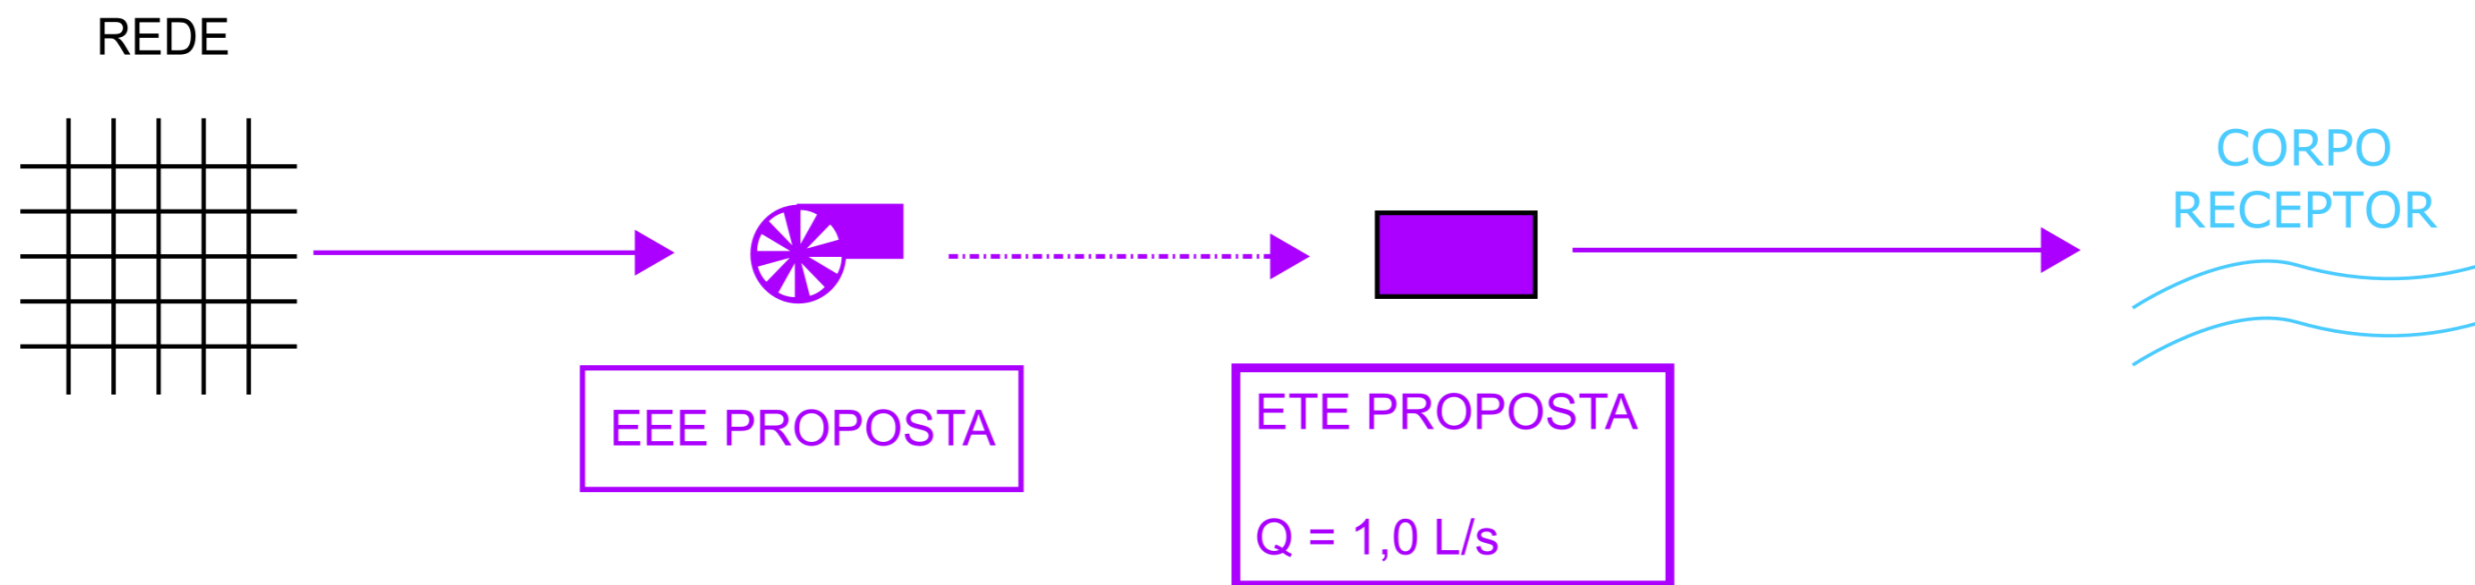 REDE
EEE PROPOSTA
ETE PROPOSTA
Q = 1,0 L/s
CORPO
RECEPTOR